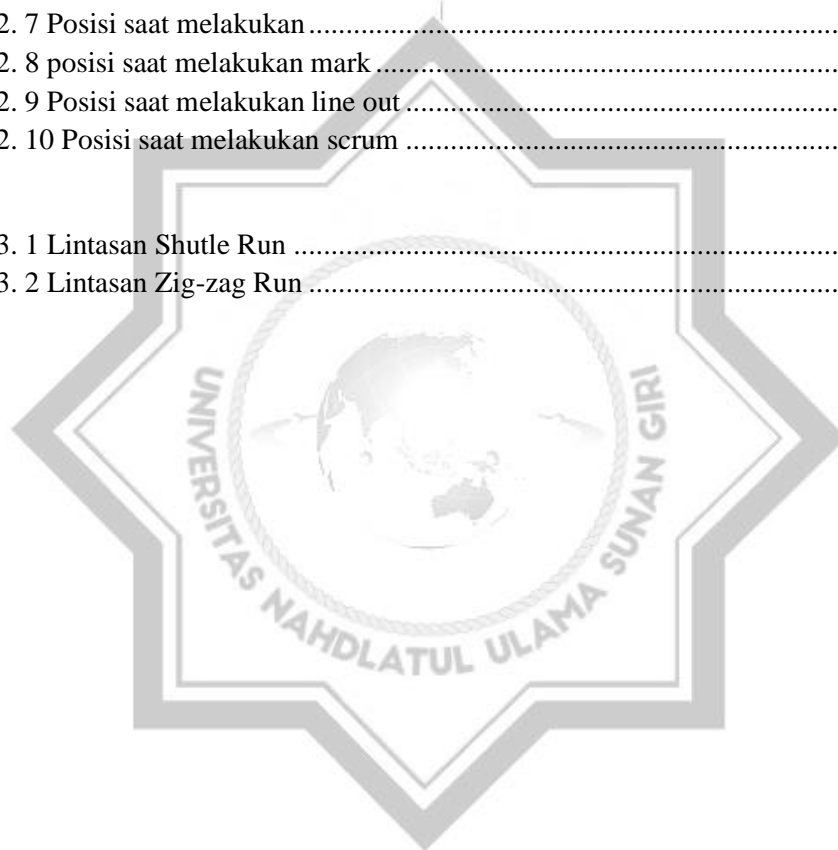 2. 7 Posisi saat melakukan ........................................................................................
2. 8 posisi saat melakukan mark ..............................................................................
2. 9 Posisi saat melakukan line out ..........................................................................
2. 10 Posisi saat melakukan scrum .........................................................................
3. 1 Lintasan Shutle Run ...........................................................................................
3. 2 Lintasan Zig-zag Run .........................................................................................
UNIVERSITAS NAHDLATUL ULAMA SUNAN GIRI